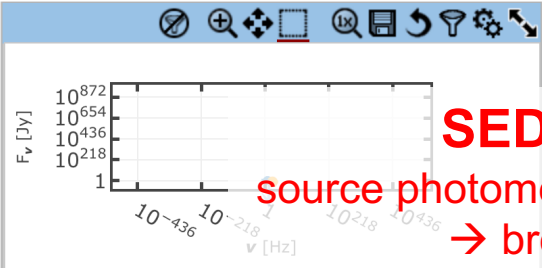 1x
10^872
10^654
10^436
10^218
1
F_ν [Jy]
10^−436
10^−218
1
10^218
10^436
ν [Hz]
SED
source photom
→ br